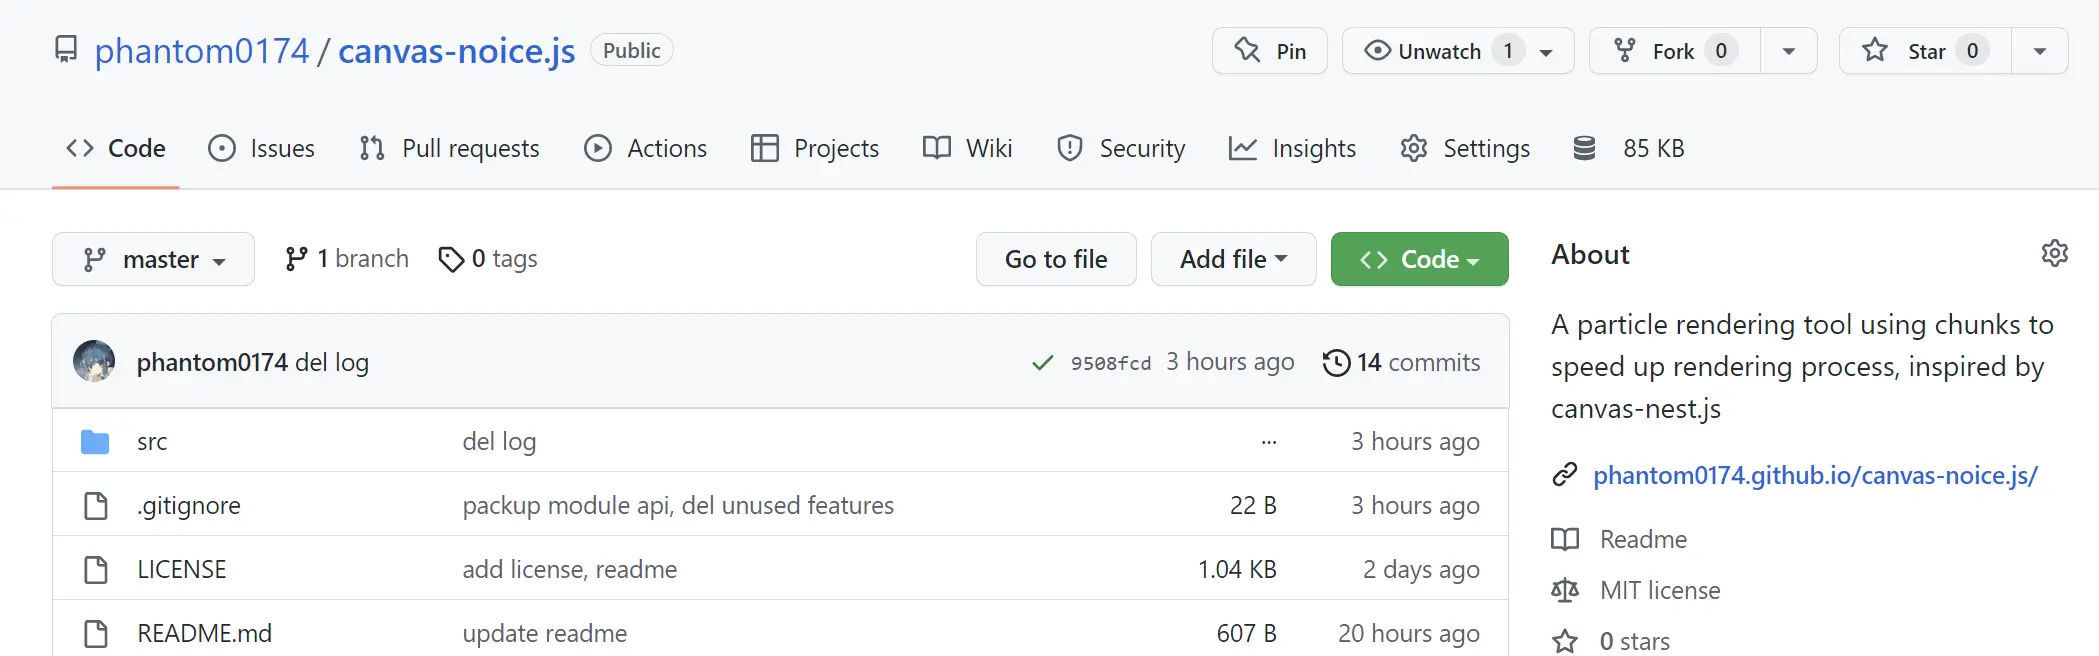 phantom0174 / canvas-noice.js Public
Pin
Unwatch 1
Fork 0
Star 0
Code Issues Pull requests Actions Projects Wiki Security Insights Settings 85 KB
master 1 branch 0 tags Go to file Add file Code
phantom0174 del log 9508fcd 3 hours ago 14 commits
src del log ... 3 hours ago
.gitignore packup module api, del unused features 22 B 3 hours ago
LICENSE add license, readme 1.04 KB 2 days ago
README.md update readme 607 B 20 hours ago
About
A particle rendering tool using chunks to
speed up rendering process, inspired by
canvas-nest.js
phantom0174.github.io/canvas-noice.js/
Readme
MIT license
0 stars